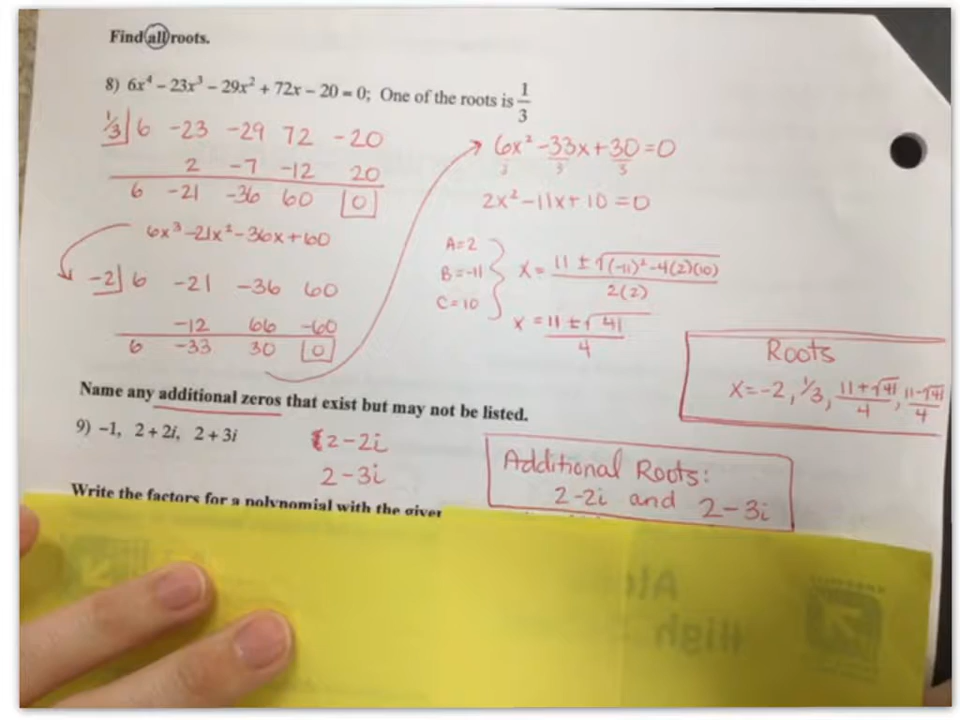 Find all roots.
8) 6x⁴ − 23x³ − 29x² + 72x − 20 = 0; One of the roots is 1/3
1/3| 6 -23 -29 72 -20
2 -7 -12 20
6 -21 -36 60 0
6x³-21x²-36x+60
-2| 6 -21 -36 60
-12 66 -60
6 -33 30 0
6x² - 33x + 30 = 0
3 3 3
2x² - 11x + 10 = 0
A=2
B=-11
C=10
x = (11 ± √((-11)² - 4(2)(10))) / 2(2)
x = (11 ± √41) / 4
Roots
x = -2, 1/3, (11+√41)/4, (11-√41)/4
Name any additional zeros that exist but may not be listed.
9) −1, 2 + 2i, 2 + 3i
2-2i
2-3i
Additional Roots:
2-2i and 2-3i
Write the factors for a polynomial with the given
High